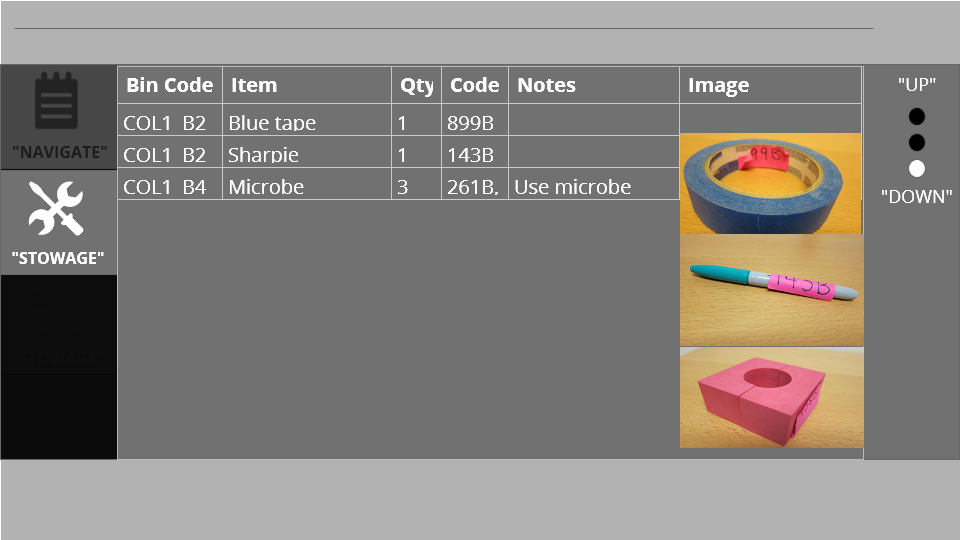 Bin Code Item Qty Code Notes Image
"UP"
COL1 B2 Blue tape 1 899B
"NAVIGATE"
COL1 B2 Sharpie 1 143B
COL1 B4 Microbe 3 261B, Use microbe
"DOWN"
"STOWAGE"
99B
143B